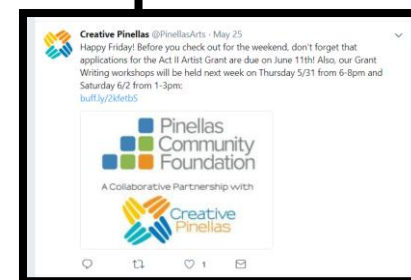 Creative Pinellas @PinellasArts · May 25
Happy Friday! Before you check out for the weekend, don't forget that
applications for the Act II Artist Grant are due on June 11th! Also, our Grant
Writing workshops will be held next week on Thursday 5/31 from 6-8pm and
Saturday 6/2 from 1-3pm:
buff.ly/2kfetbS
Pinellas
Community
Foundation
A Collaborative Partnership with
Creative
Pinellas
1